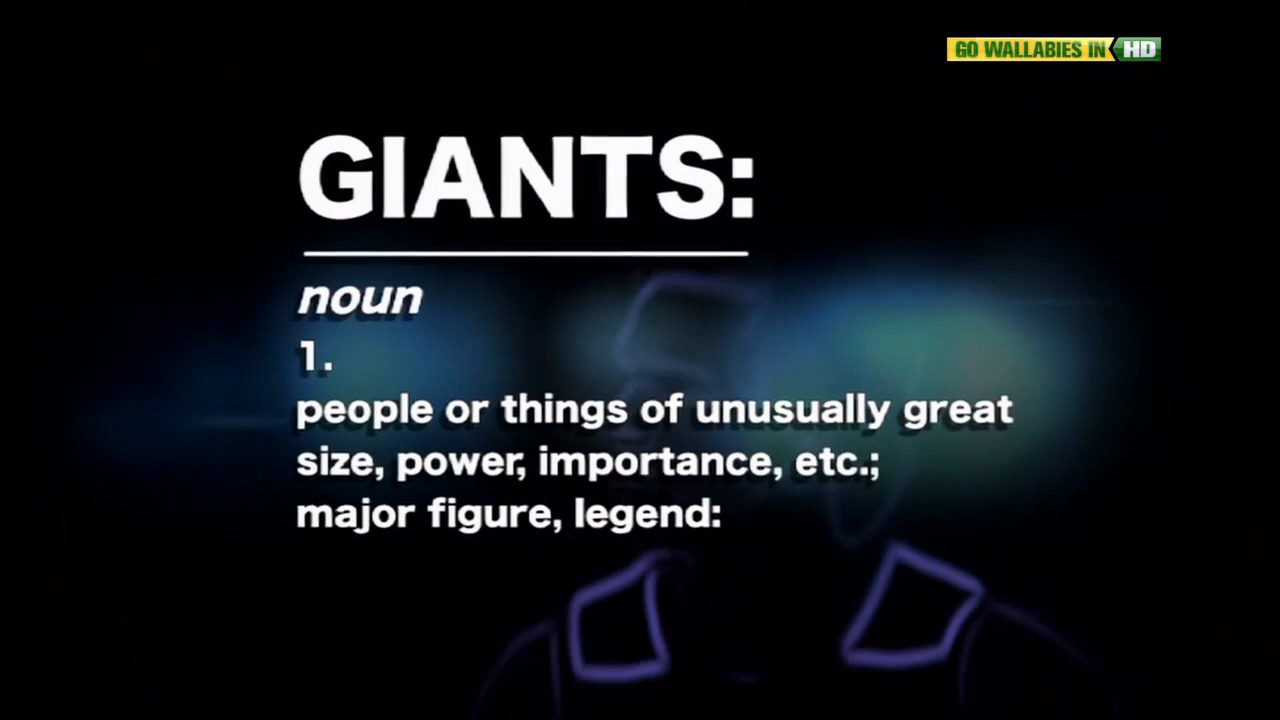 GO WALLABIES IN HD
GIANTS:
noun
1.
people or things of unusually great
size, power, importance, etc.;
major figure, legend: